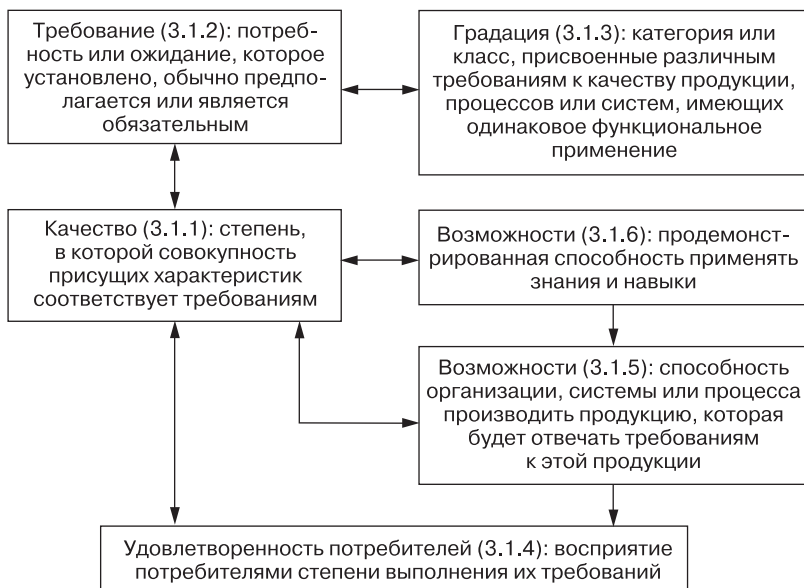 Требование (3.1.2): потреб-
ность или ожидание, которое
установлено, обычно предпо-
лагается или является
обязательным
Градация (3.1.3): категория или
класс, присвоенные различным
требованиям к качеству продукции,
процессов или систем, имеющих
одинаковое функциональное
применение
Качество (3.1.1): степень,
в которой совокупность
присущих характеристик
соответствует требованиям
Возможности (3.1.6): продемонст-
рированная способность применять
знания и навыки
Возможности (3.1.5): способность
организации, системы или процесса
производить продукцию, которая
будет отвечать требованиям
к этой продукции
Удовлетворенность потребителей (3.1.4): восприятие
потребителями степени выполнения их требований